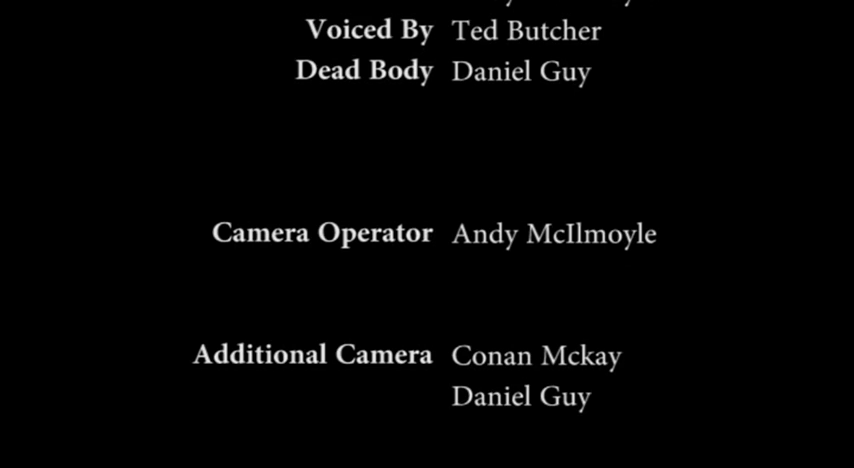 Voiced By Ted Butcher
Dead Body Daniel Guy
Camera Operator Andy McIlmoyle
Additional Camera Conan Mckay
Daniel Guy